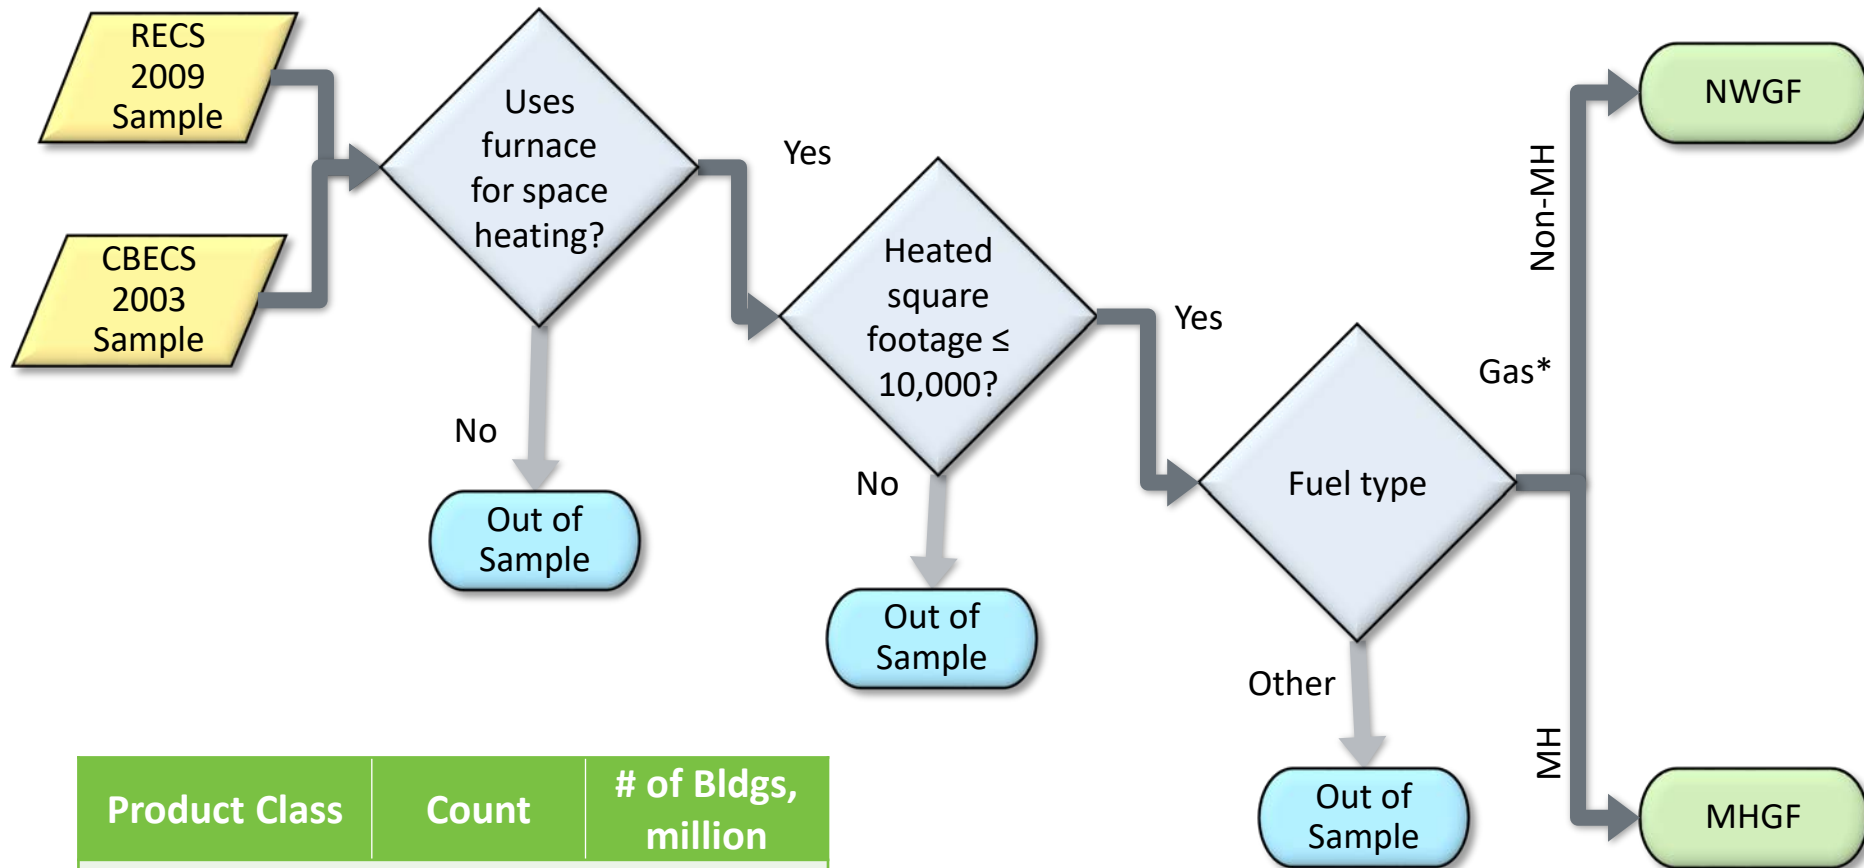 RECS
2009
Sample
CBECS
2003
Sample
Uses
furnace
for space
heating?
Yes
No
Out of
Sample
Heated
square
footage ≤
10,000?
Yes
No
Out of
Sample
Fuel type
Gas*
Other
Out of
Sample
Non-MH
NWGF
MH
MHGF
Product Class
Count
# of Bldgs,
million